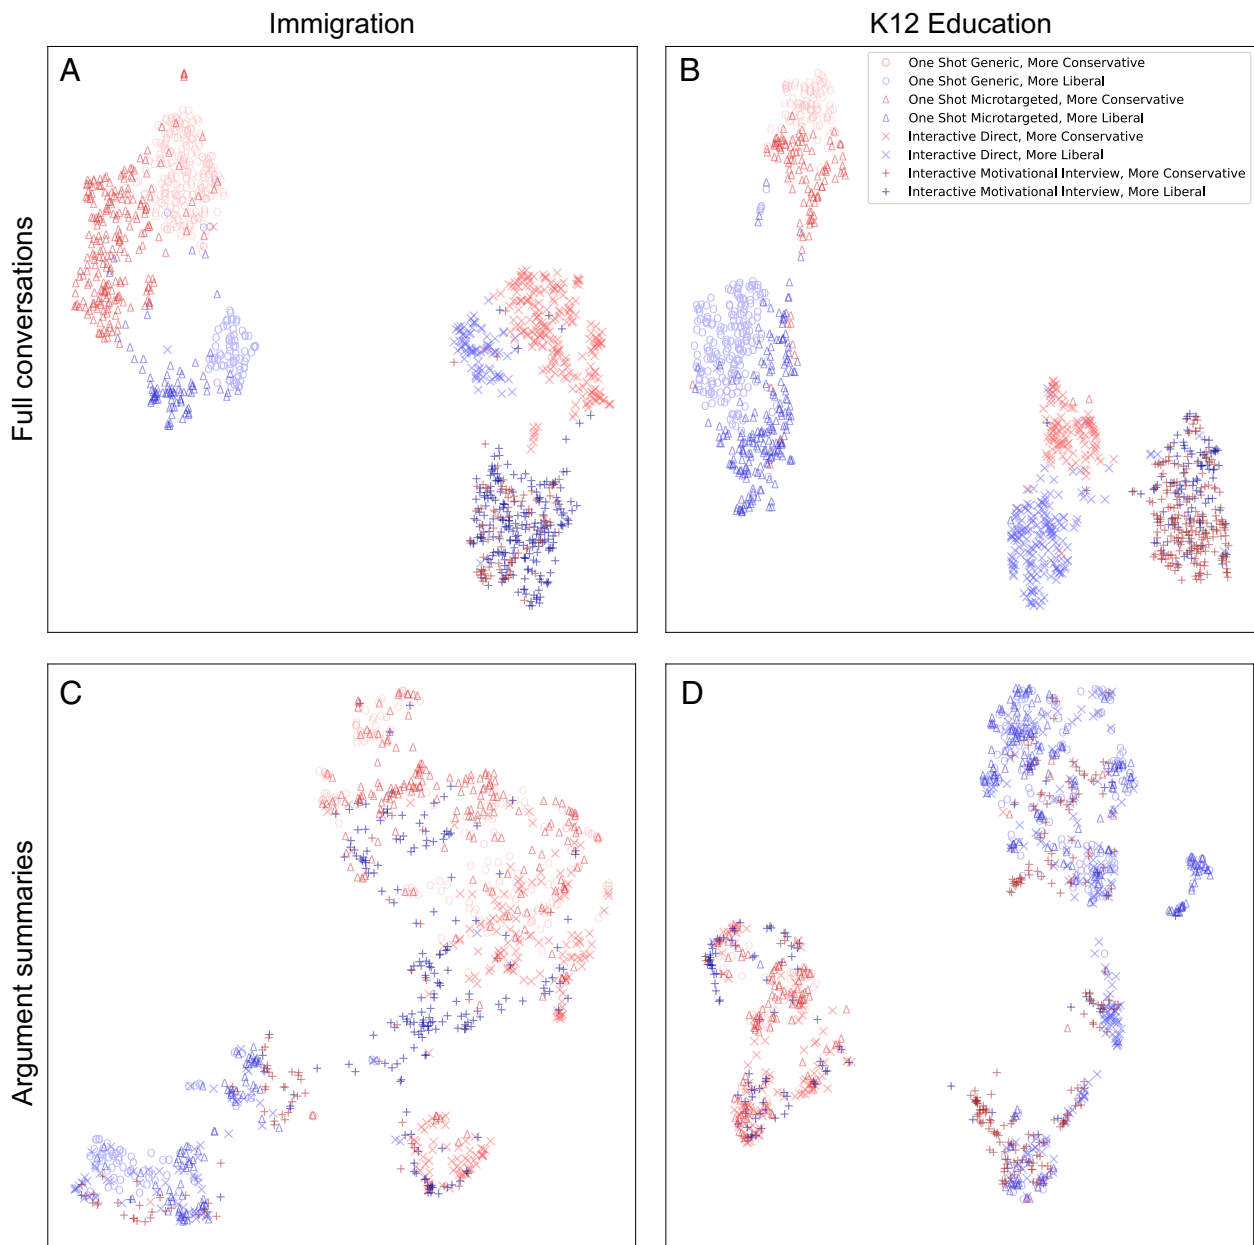 Immigration
K12 Education
A
B
One Shot Generic, More Conservative
One Shot Generic, More Liberal
One Shot Microtargeted, More Conservative
One Shot Microtargeted, More Liberal
Interactive Direct, More Conservative
Interactive Direct, More Liberal
Interactive Motivational Interview, More Conservative
Interactive Motivational Interview, More Liberal
Full conversations
C
D
Argument summaries